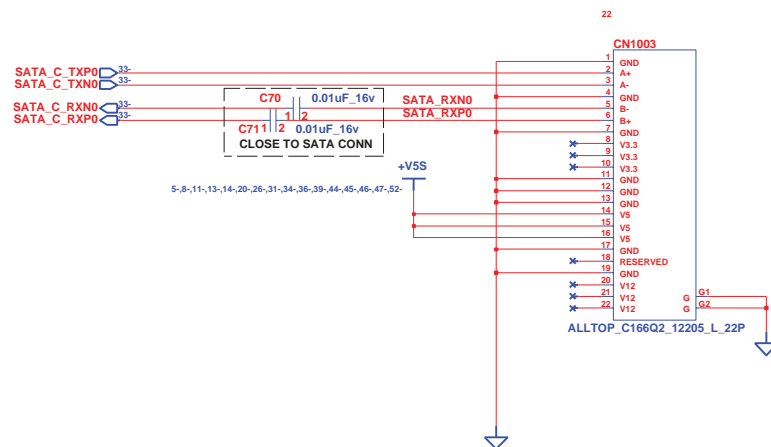 22
CN1003
1 GND
SATA_C_TXP0 33- 2 A+
SATA_C_TXN0 33- 3 A-
4 GND
C70 0.01uF_16v
SATA_C_RXN0 33- SATA_RXN0 5 B-
1 2
SATA_C_RXP0 33- SATA_RXP0 6 B+
C71 1 2 0.01uF_16v
7 GND
CLOSE TO SATA CONN
8 V3.3
9 V3.3
10 V3.3
+V5S
11 GND
12 GND
5-,8-,11-,13-,14-,20-,26-,31-,34-,36-,39-,44-,45-,46-,47-,52-
13 GND
14 V5
15 V5
16 V5
17 GND
18 RESERVED
19 GND
20 V12
21 V12 G G1
22 V12 G G2
ALLTOP_C166Q2_12205_L_22P